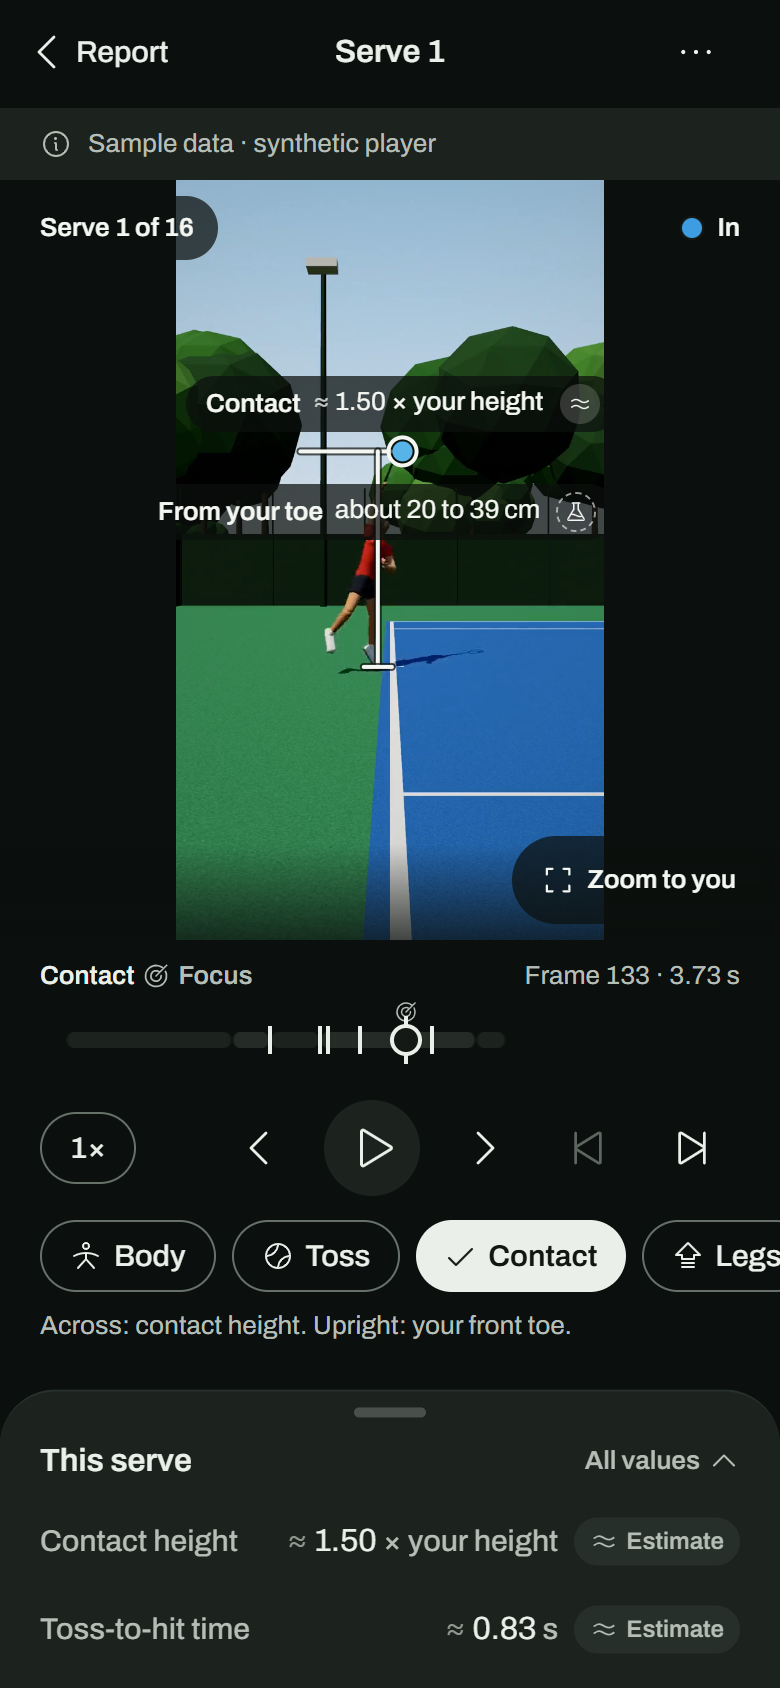 Report
Serve 1
Sample data · synthetic player
Serve 1 of 16
In
Contact ≈ 1.50 × your height
From your toe about 20 to 39 cm
Zoom to you
Contact Focus
Frame 133 · 3.73 s
1×
Body
Toss
Contact
Legs
Across: contact height. Upright: your front toe.
This serve
All values
Contact height ≈ 1.50 × your height Estimate
Toss-to-hit time ≈ 0.83 s Estimate